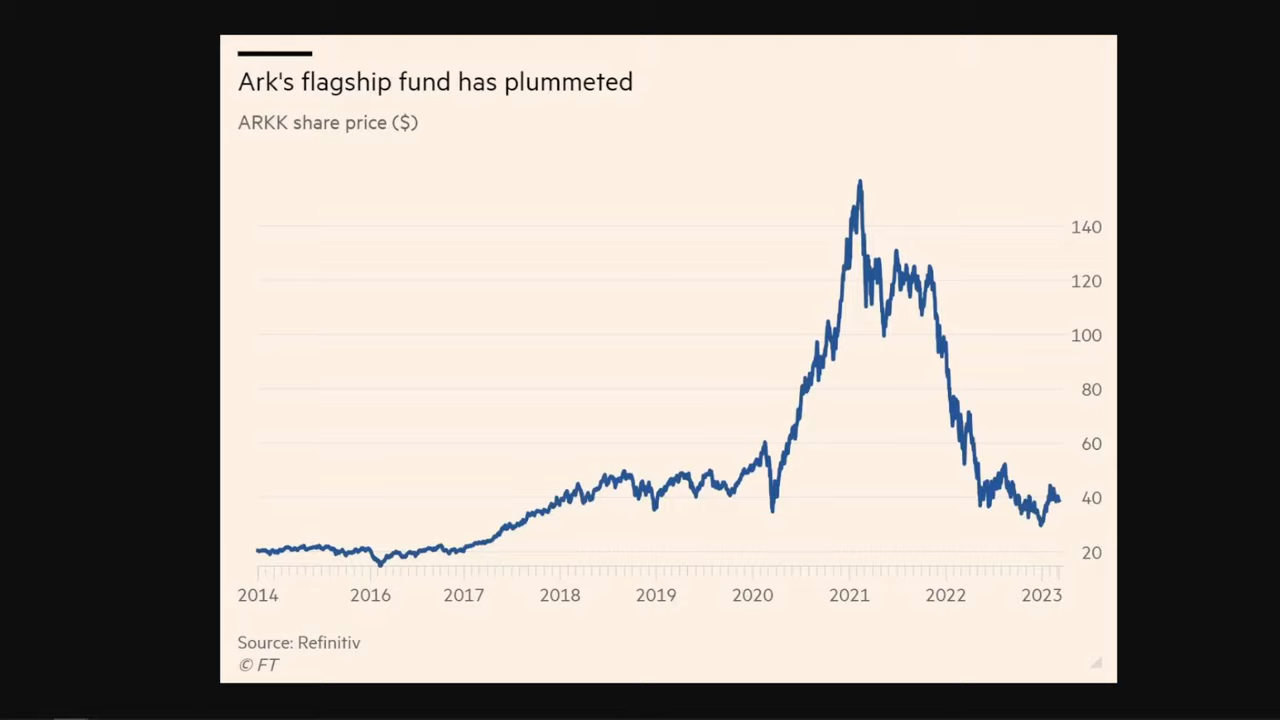 Ark's flagship fund has plummeted
ARKK share price ($)
140
120
100
80
60
40
20
2014 2016 2017 2018 2019 2020 2021 2022 2023
Source: Refinitiv
© FT